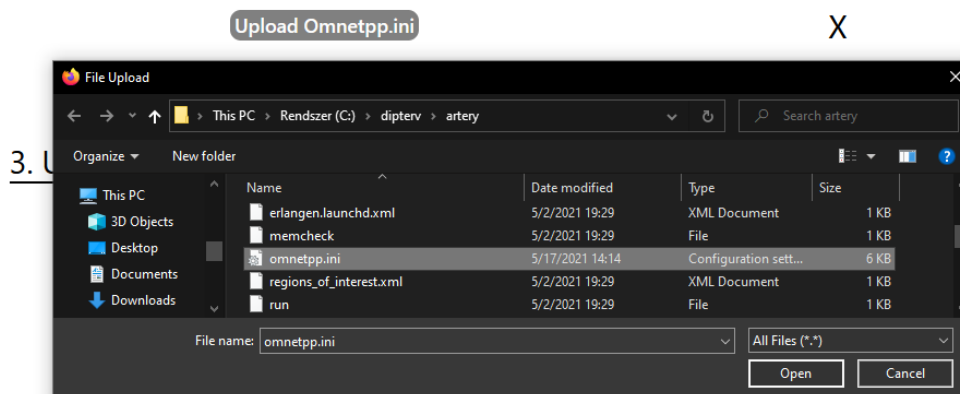 Upload Omnetpp.ini X
File Upload
This PC > Rendszer (C:) > dipterv > artery Search artery
Organize New folder
3. U
Name Date modified Type Size
This PC
3D Objects
Desktop
Documents
Downloads
erlangen.launchd.xml 5/2/2021 19:29 XML Document 1 KB
memcheck 5/2/2021 19:29 File 1 KB
omnetpp.ini 5/17/2021 14:14 Configuration sett... 6 KB
regions_of_interest.xml 5/2/2021 19:29 XML Document 1 KB
run 5/2/2021 19:29 File 1 KB
File name: omnetpp.ini All Files (*.*)
Open Cancel